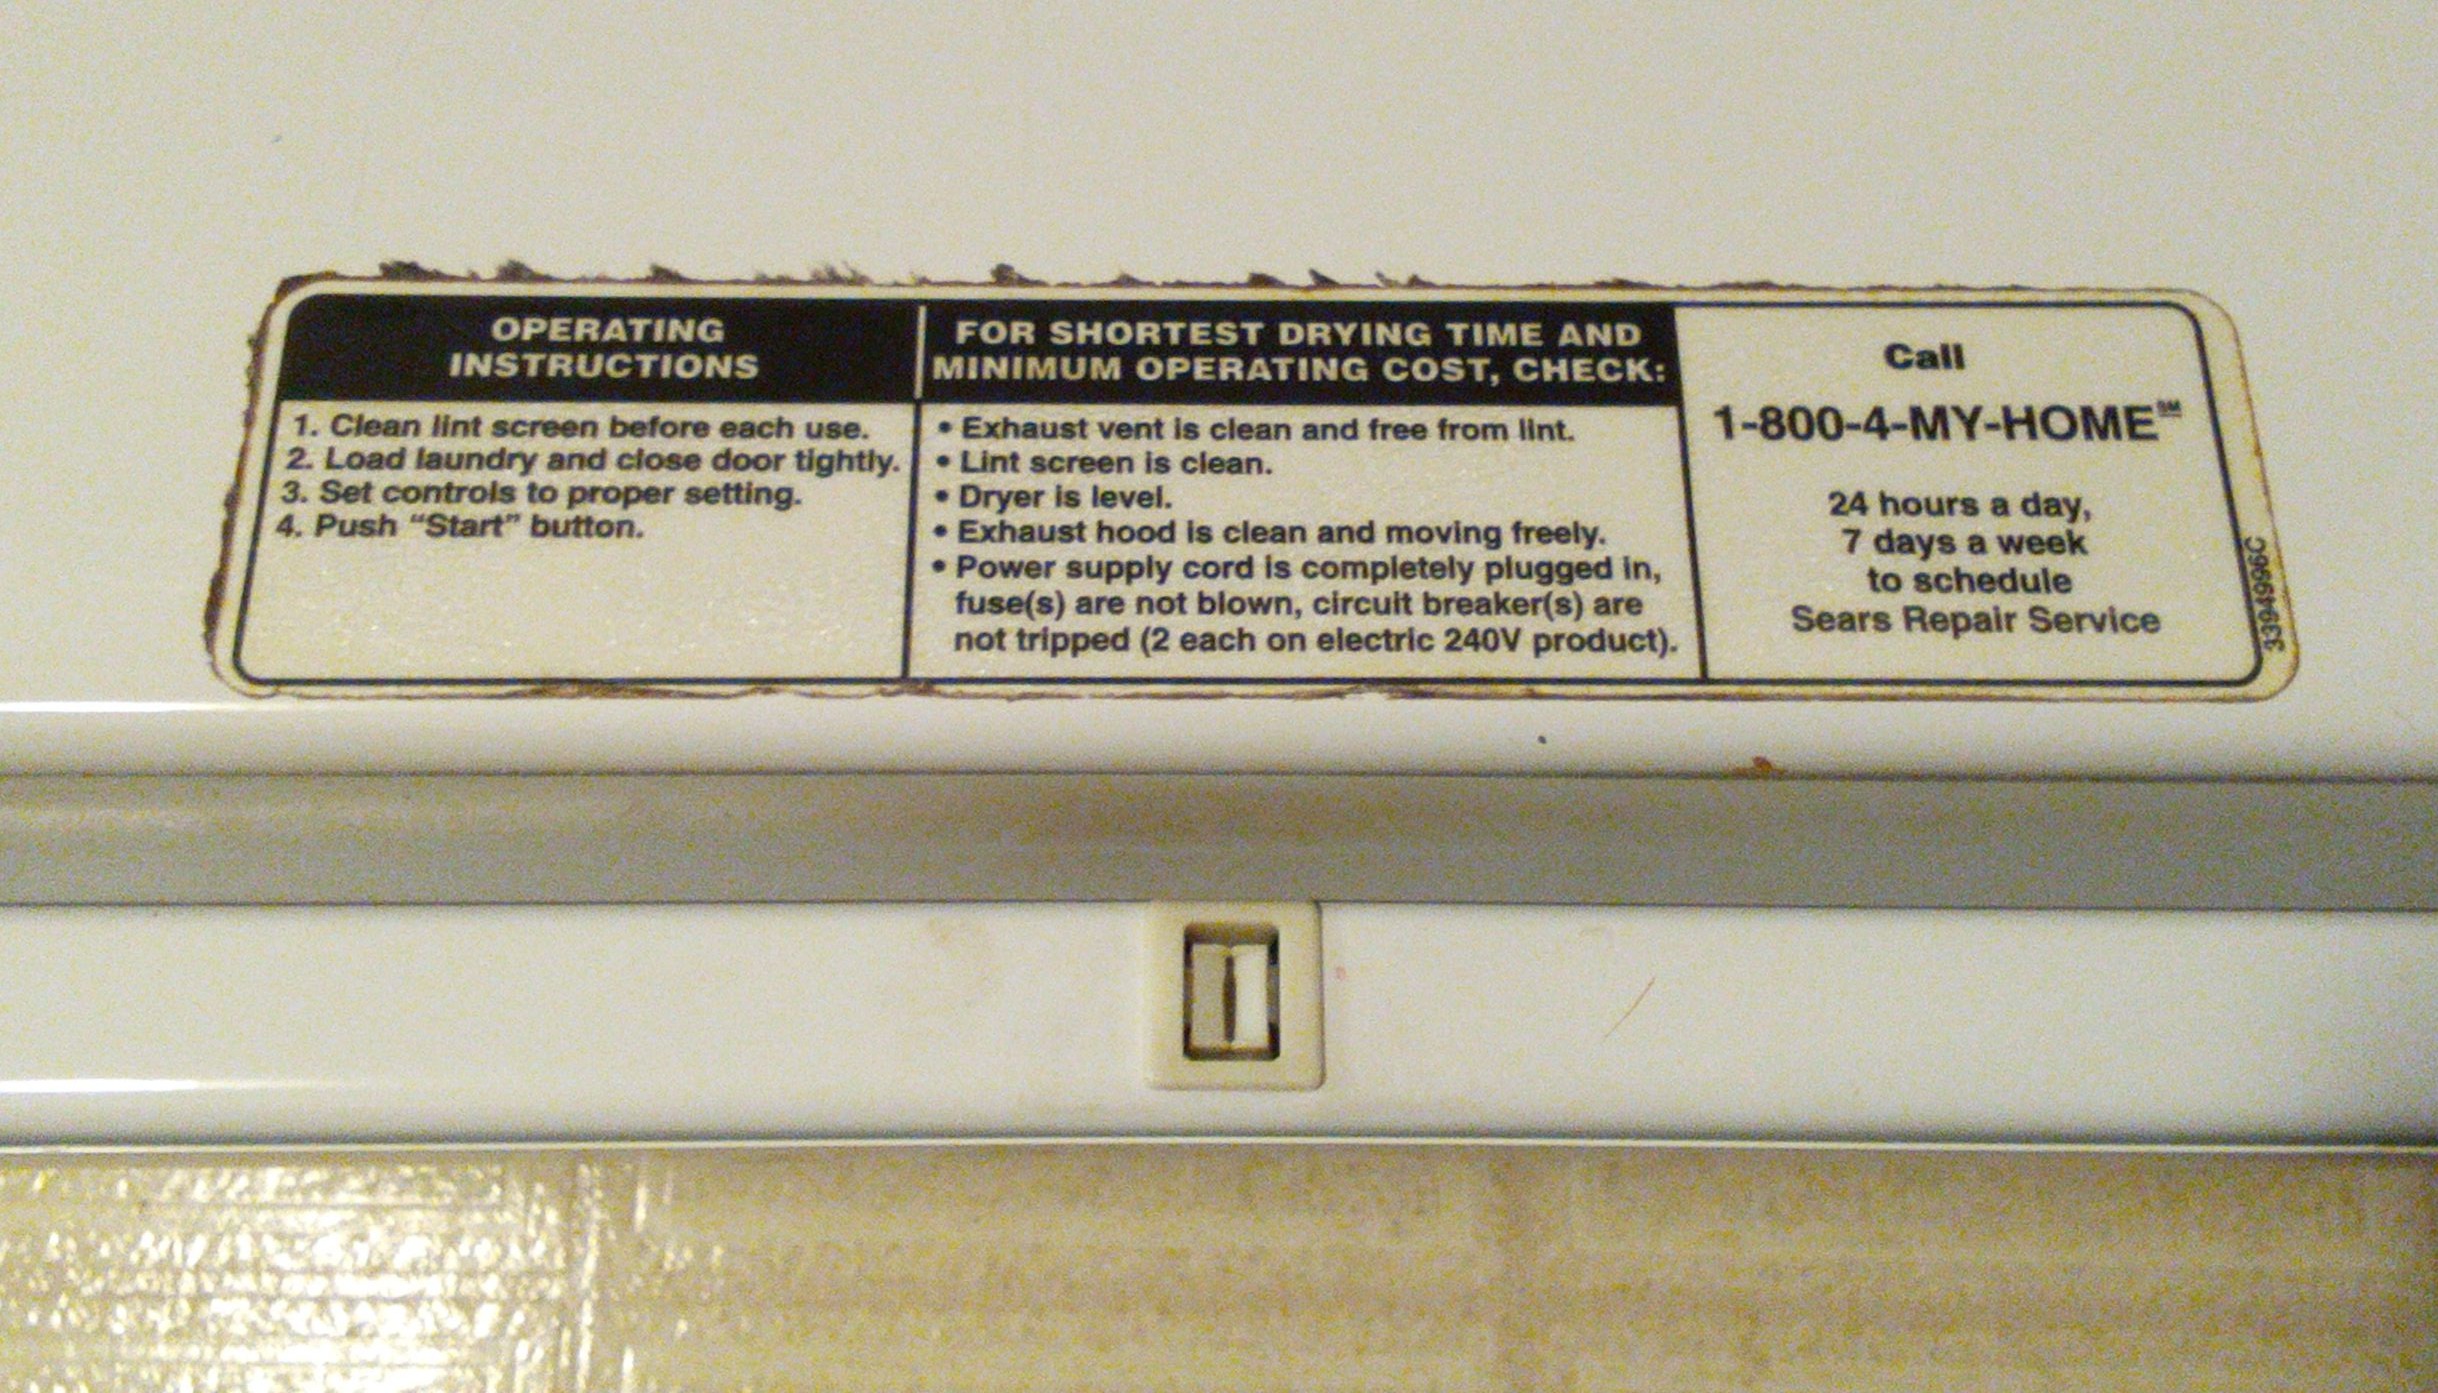 OPERATING
INSTRUCTIONS
1. Clean lint screen before each use.
2. Load laundry and close door tightly.
3. Set controls to proper setting.
4. Push “Start” button.
FOR SHORTEST DRYING TIME AND
MINIMUM OPERATING COST, CHECK:
• Exhaust vent is clean and free from lint.
• Lint screen is clean.
• Dryer is level.
• Exhaust hood is clean and moving freely.
• Power supply cord is completely plugged in,
fuse(s) are not blown, circuit breaker(s) are
not tripped (2 each on electric 240V product).
Call
1-800-4-MY-HOME℠
24 hours a day,
7 days a week
to schedule
Sears Repair Service